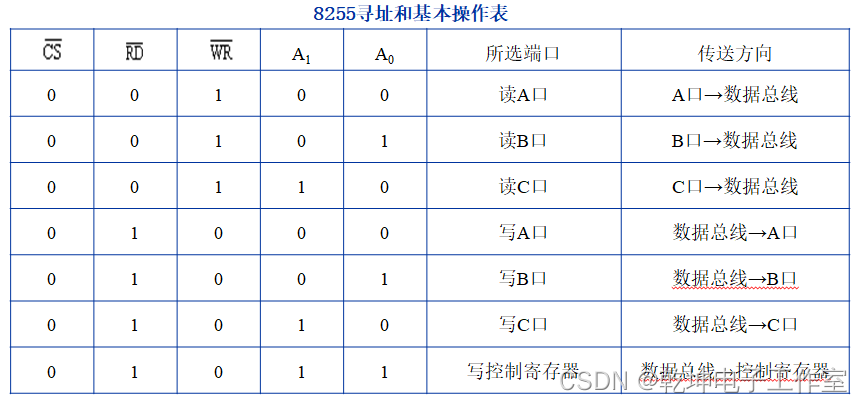 8255寻址和基本操作表
CS RD WR A1 A0 所选端口 传送方向
0 0 1 0 0 读A口 A口→数据总线
0 0 1 0 1 读B口 B口→数据总线
0 0 1 1 0 读C口 C口→数据总线
0 1 0 0 0 写A口 数据总线→A口
0 1 0 0 1 写B口 数据总线→B口
0 1 0 1 0 写C口 数据总线→C口
0 1 0 1 1 写控制寄存器 数据总线→控制寄存器
CSDN @乾坤电子工作室